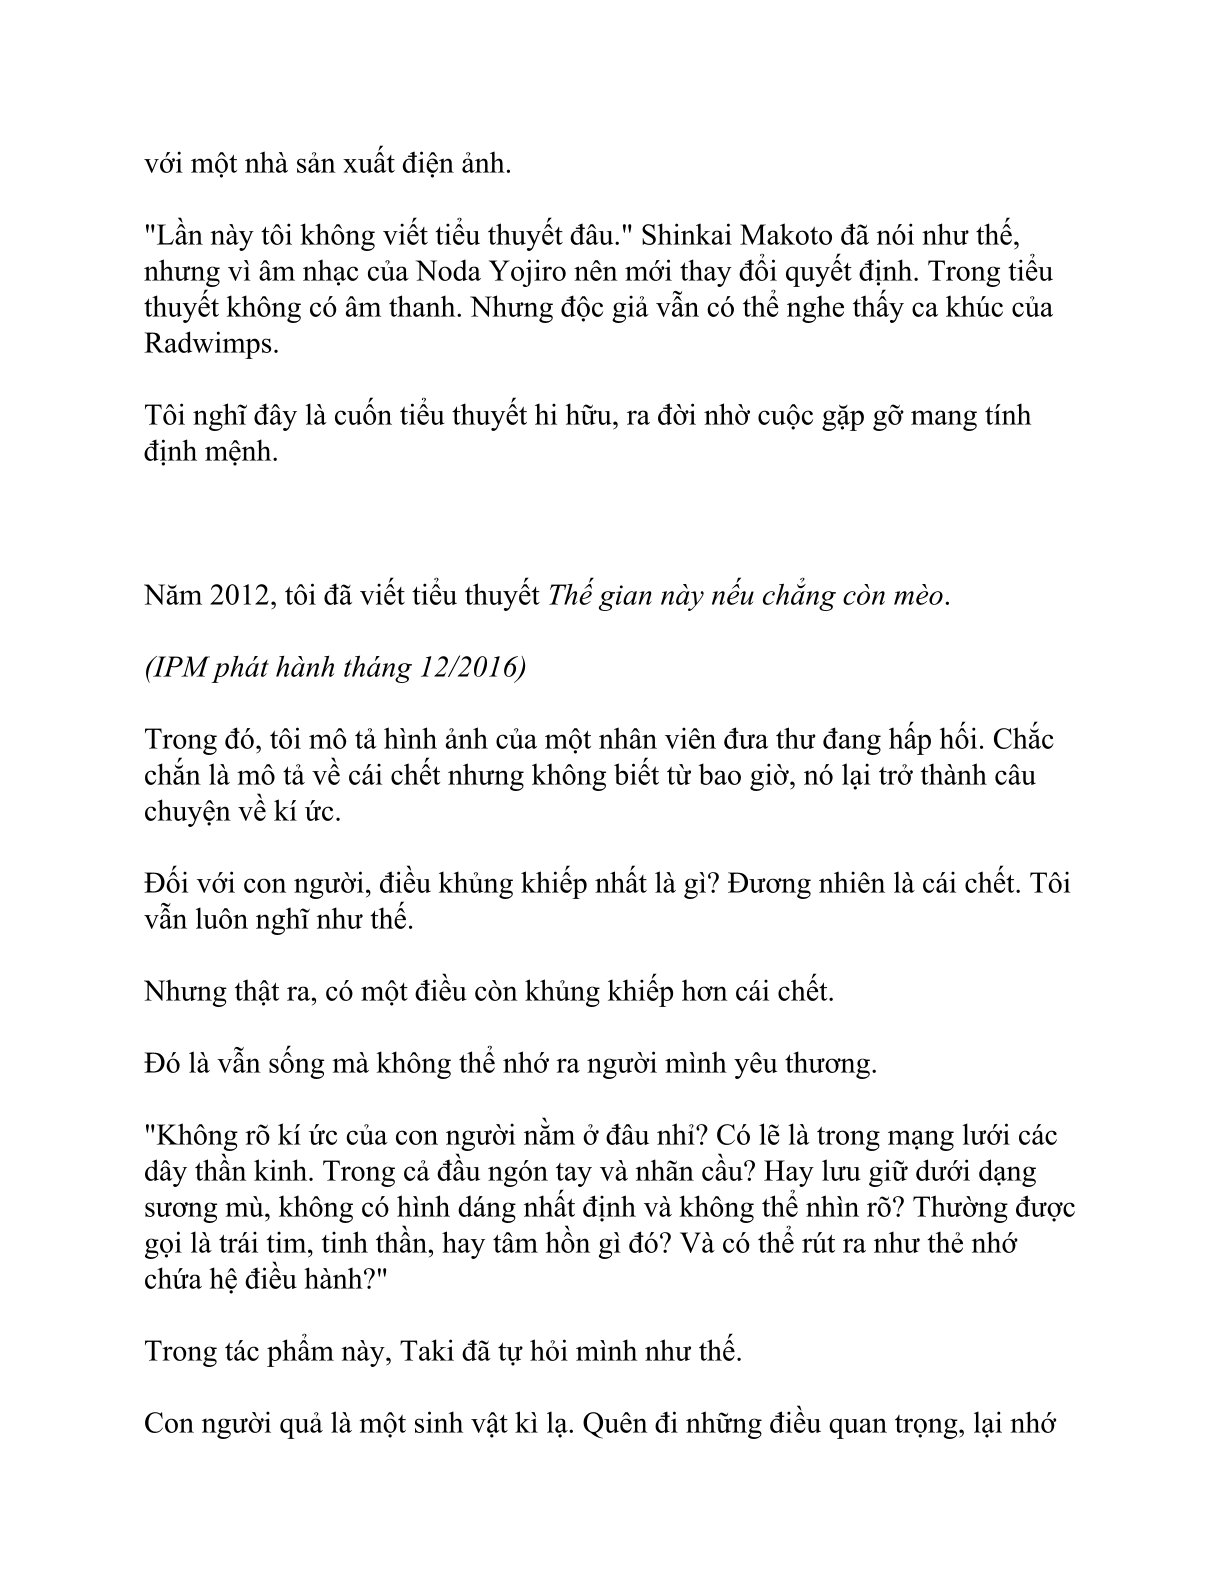 với một nhà sản xuất điện ảnh.
"Lần này tôi không viết tiểu thuyết đâu." Shinkai Makoto đã nói như thế,
nhưng vì âm nhạc của Noda Yojiro nên mới thay đổi quyết định. Trong tiểu
thuyết không có âm thanh. Nhưng độc giả vẫn có thể nghe thấy ca khúc của
Radwimps.
Tôi nghĩ đây là cuốn tiểu thuyết hi hữu, ra đời nhờ cuộc gặp gỡ mang tính
định mệnh.
Năm 2012, tôi đã viết tiểu thuyết Thế gian này nếu chẳng còn mèo.
(IPM phát hành tháng 12/2016)
Trong đó, tôi mô tả hình ảnh của một nhân viên đưa thư đang hấp hối. Chắc
chắn là mô tả về cái chết nhưng không biết từ bao giờ, nó lại trở thành câu
chuyện về kí ức.
Đối với con người, điều khủng khiếp nhất là gì? Đương nhiên là cái chết. Tôi
vẫn luôn nghĩ như thế.
Nhưng thật ra, có một điều còn khủng khiếp hơn cái chết.
Đó là vẫn sống mà không thể nhớ ra người mình yêu thương.
"Không rõ kí ức của con người nằm ở đâu nhỉ? Có lẽ là trong mạng lưới các
dây thần kinh. Trong cả đầu ngón tay và nhãn cầu? Hay lưu giữ dưới dạng
sương mù, không có hình dáng nhất định và không thể nhìn rõ? Thường được
gọi là trái tim, tinh thần, hay tâm hồn gì đó? Và có thể rút ra như thẻ nhớ
chứa hệ điều hành?"
Trong tác phẩm này, Taki đã tự hỏi mình như thế.
Con người quả là một sinh vật kì lạ. Quên đi những điều quan trọng, lại nhớ